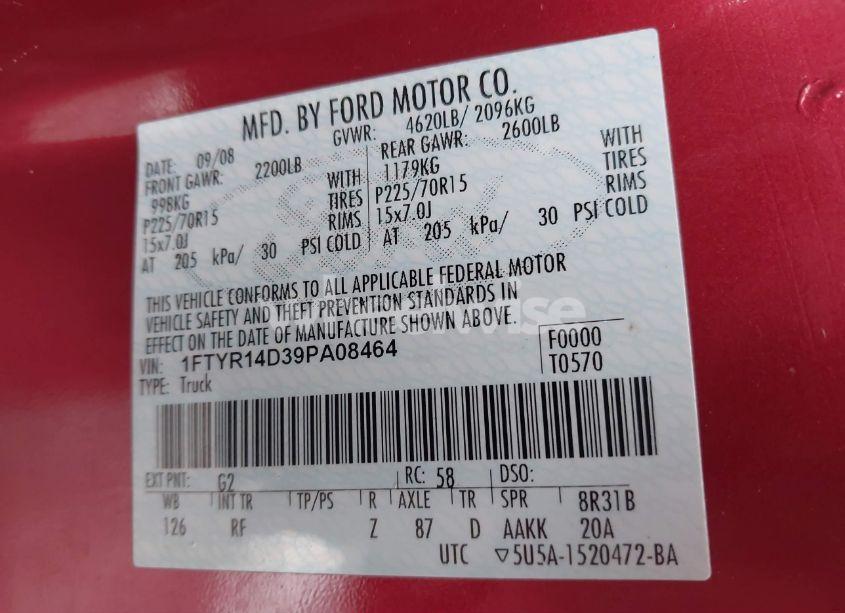 MFD. BY FORD MOTOR CO.
DATE: 09/08 GVWR: 4620LB/ 2096KG
FRONT GAWR: 2200LB REAR GAWR: 2600LB
998KG WITH 1179KG WITH
P225/70R15 TIRES P225/70R15 TIRES
15x7.0J RIMS 15x7.0J RIMS
AT 205 kPa/ 30 PSI COLD AT 205 kPa/ 30 PSI COLD
THIS VEHICLE CONFORMS TO ALL APPLICABLE FEDERAL MOTOR
VEHICLE SAFETY AND THEFT PREVENTION STANDARDS IN
EFFECT ON THE DATE OF MANUFACTURE SHOWN ABOVE.
VIN: 1FTYR14D39PA08464 F0000
TYPE: Truck T0570
EXT PNT: G2 RC: 58 DSO:
WB INT TR TP/PS R AXLE TR SPR 8R31B
126 RF Z 87 D AAKK 20A
UTC ▽5U5A-1520472-BA